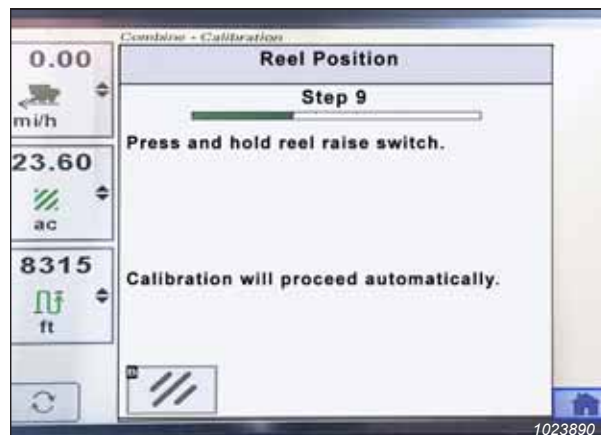 Combine - Calibration
0.00
mi/h
23.60
ac
8315
ft
Reel Position
Step 9
Press and hold reel raise switch.
Calibration will proceed automatically.
1023890